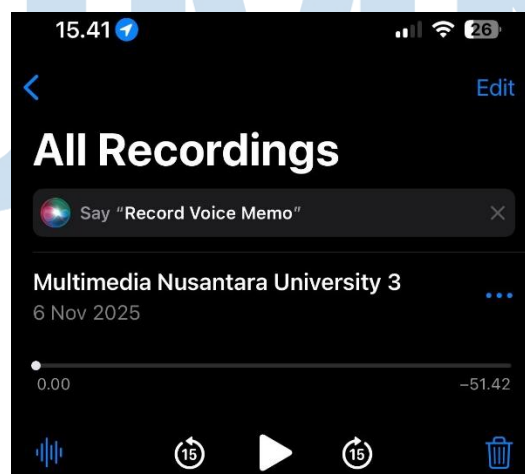 15.41
26
Edit
All Recordings
Say “Record Voice Memo”
Multimedia Nusantara University 3
6 Nov 2025
0.00
−51.42
15
15